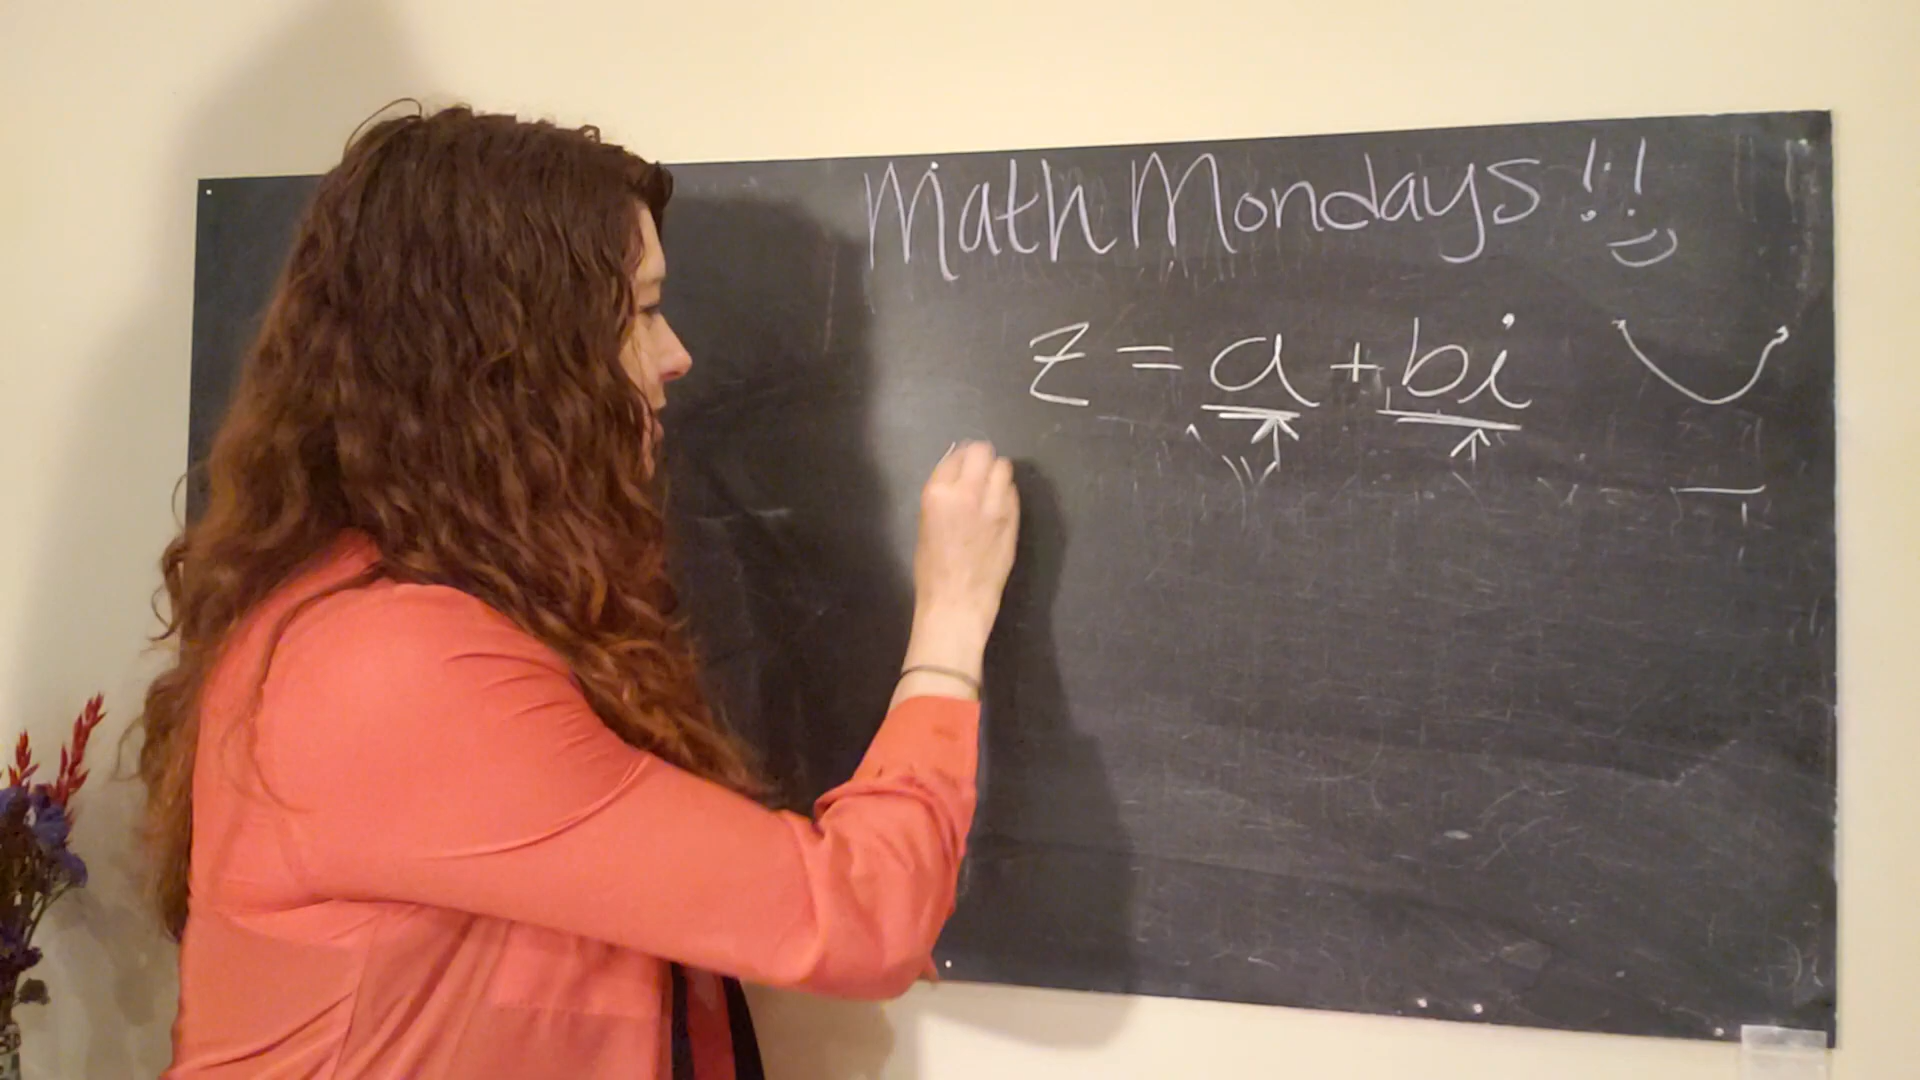 Math Mondays!!
z = a + bi